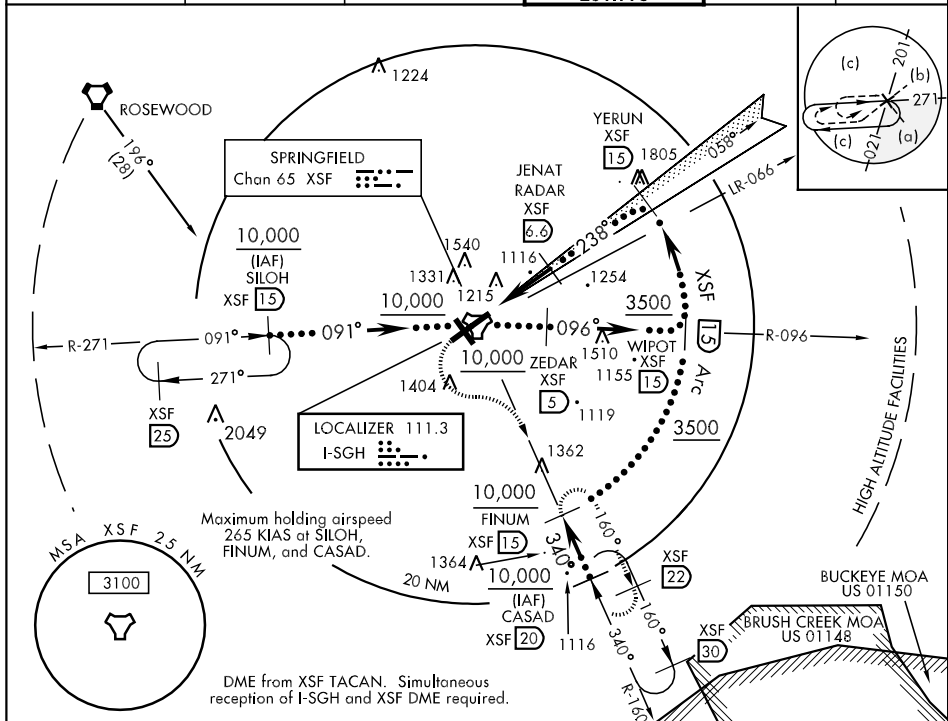 1224
ROSEWOOD
196°
(28)
SPRINGFIELD
Chan 65 XSF
YERUN
XSF
15
1805
058°
LR-066
JENAT
RADAR
XSF
6.6
238°
(c)
201
(b)
271
(c)
021
(a)
10,000
(IAF)
SILOH
XSF 15
1540
1331
1116
1215
1254
10,000
3500
XSF
15
Arc
R-271
091°
091°
096°
R-096
271°
10,000
ZEDAR
XSF
5
1510
WIPOT
XSF
15
1155
1119
XSF
25
2049
1404
LOCALIZER 111.3
I-SGH
3500
1362
HIGH ALTITUDE FACILITIES
10,000
FINUM
XSF 15
Maximum holding airspeed
265 KIAS at SILOH,
FINUM, and CASAD.
160°
340°
MSA XSF 25 NM
3100
1364
20 NM
10,000
(IAF)
CASAD
XSF 20
1116
XSF
22
160°
340°
R-160
XSF
30
BUCKEYE MOA
US 01150
BRUSH CREEK MOA
US 01148
DME from XSF TACAN. Simultaneous
reception of I-SGH and XSF DME required.